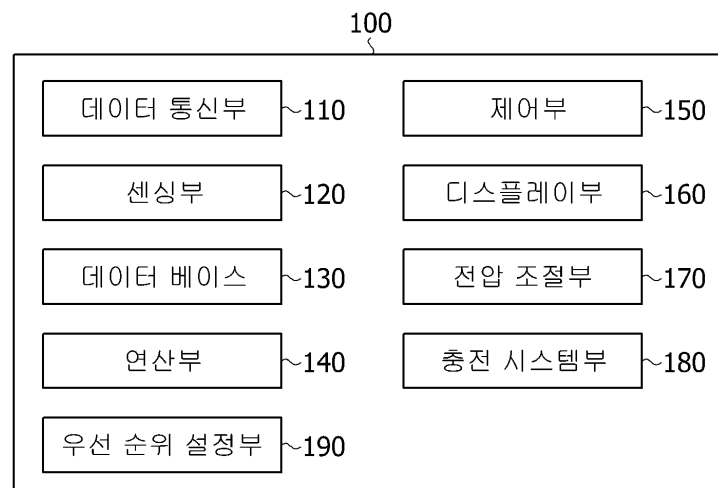 100
데이터 통신부 110
센싱부 120
데이터 베이스 130
연산부 140
우선 순위 설정부 190
제어부 150
디스플레이부 160
전압 조절부 170
충전 시스템부 180